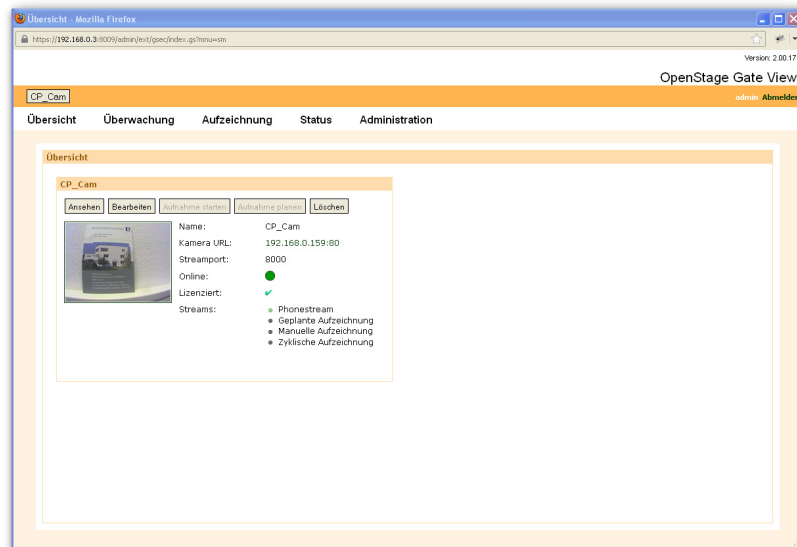 Übersicht - Mozilla Firefox
https://192.168.0.3:8009/admin/ext/gsec/index.gs?mnu=sm
Version: 2.00.17
OpenStage Gate View
CP_Cam
admin Abmelden
Übersicht Überwachung Aufzeichnung Status Administration
Übersicht
CP_Cam
Ansehen Bearbeiten Aufnahme starten Aufnahme planen Löschen
Name: CP_Cam
Kamera URL: 192.168.0.159:80
Streamport: 8000
Online:
Lizenziert:
Streams: Phonestream
Geplante Aufzeichnung
Manuelle Aufzeichnung
Zyklische Aufzeichnung